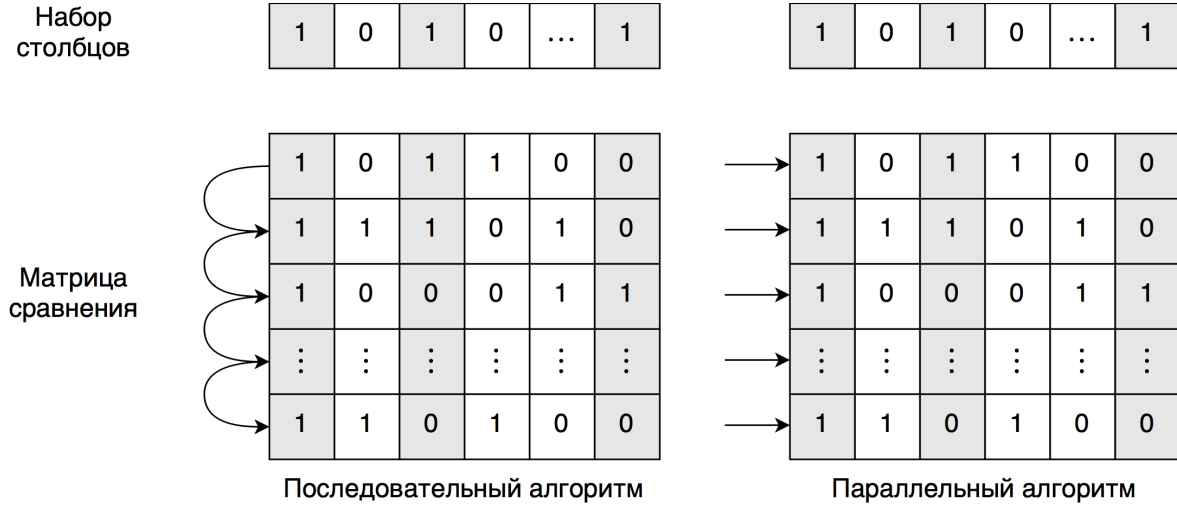 Набор
столбцов
1 0 1 0 ... 1
1 0 1 0 ... 1
Матрица
сравнения
1 0 1 1 0 0
1 1 1 0 1 0
1 0 0 0 1 1
⋮ ⋮ ⋮ ⋮ ⋮ ⋮
1 1 0 1 0 0
Последовательный алгоритм
1 0 1 1 0 0
1 1 1 0 1 0
1 0 0 0 1 1
⋮ ⋮ ⋮ ⋮ ⋮ ⋮
1 1 0 1 0 0
Параллельный алгоритм